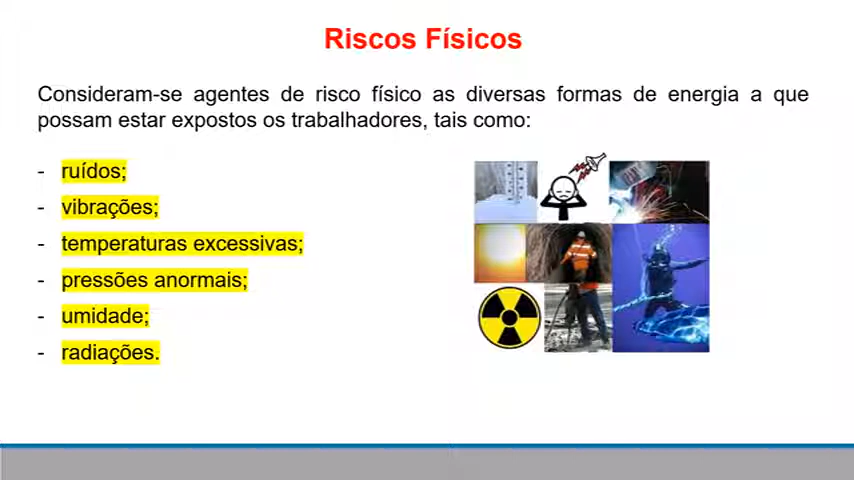 Riscos Físicos
Consideram-se agentes de risco físico as diversas formas de energia a que
possam estar expostos os trabalhadores, tais como:
- ruídos;
- vibrações;
- temperaturas excessivas;
- pressões anormais;
- umidade;
- radiações.